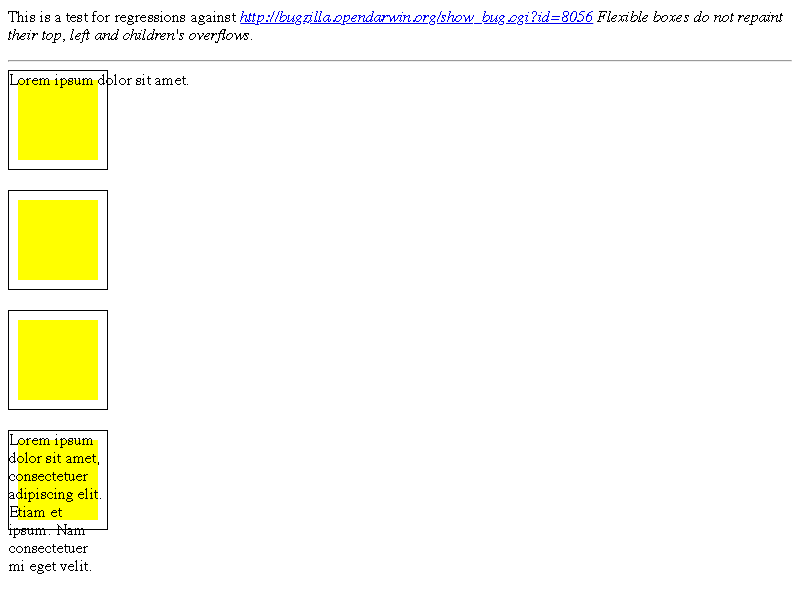 This is a test for regressions against http://bugzilla.opendarwin.org/show_bug.cgi?id=8056 Flexible boxes do not repaint
their top, left and children's overflows.
Lorem ipsum dolor sit amet.
Lorem ipsum
dolor sit amet,
consectetuer
adipiscing elit.
Etiam et
ipsum. Nam
consectetuer
mi eget velit.